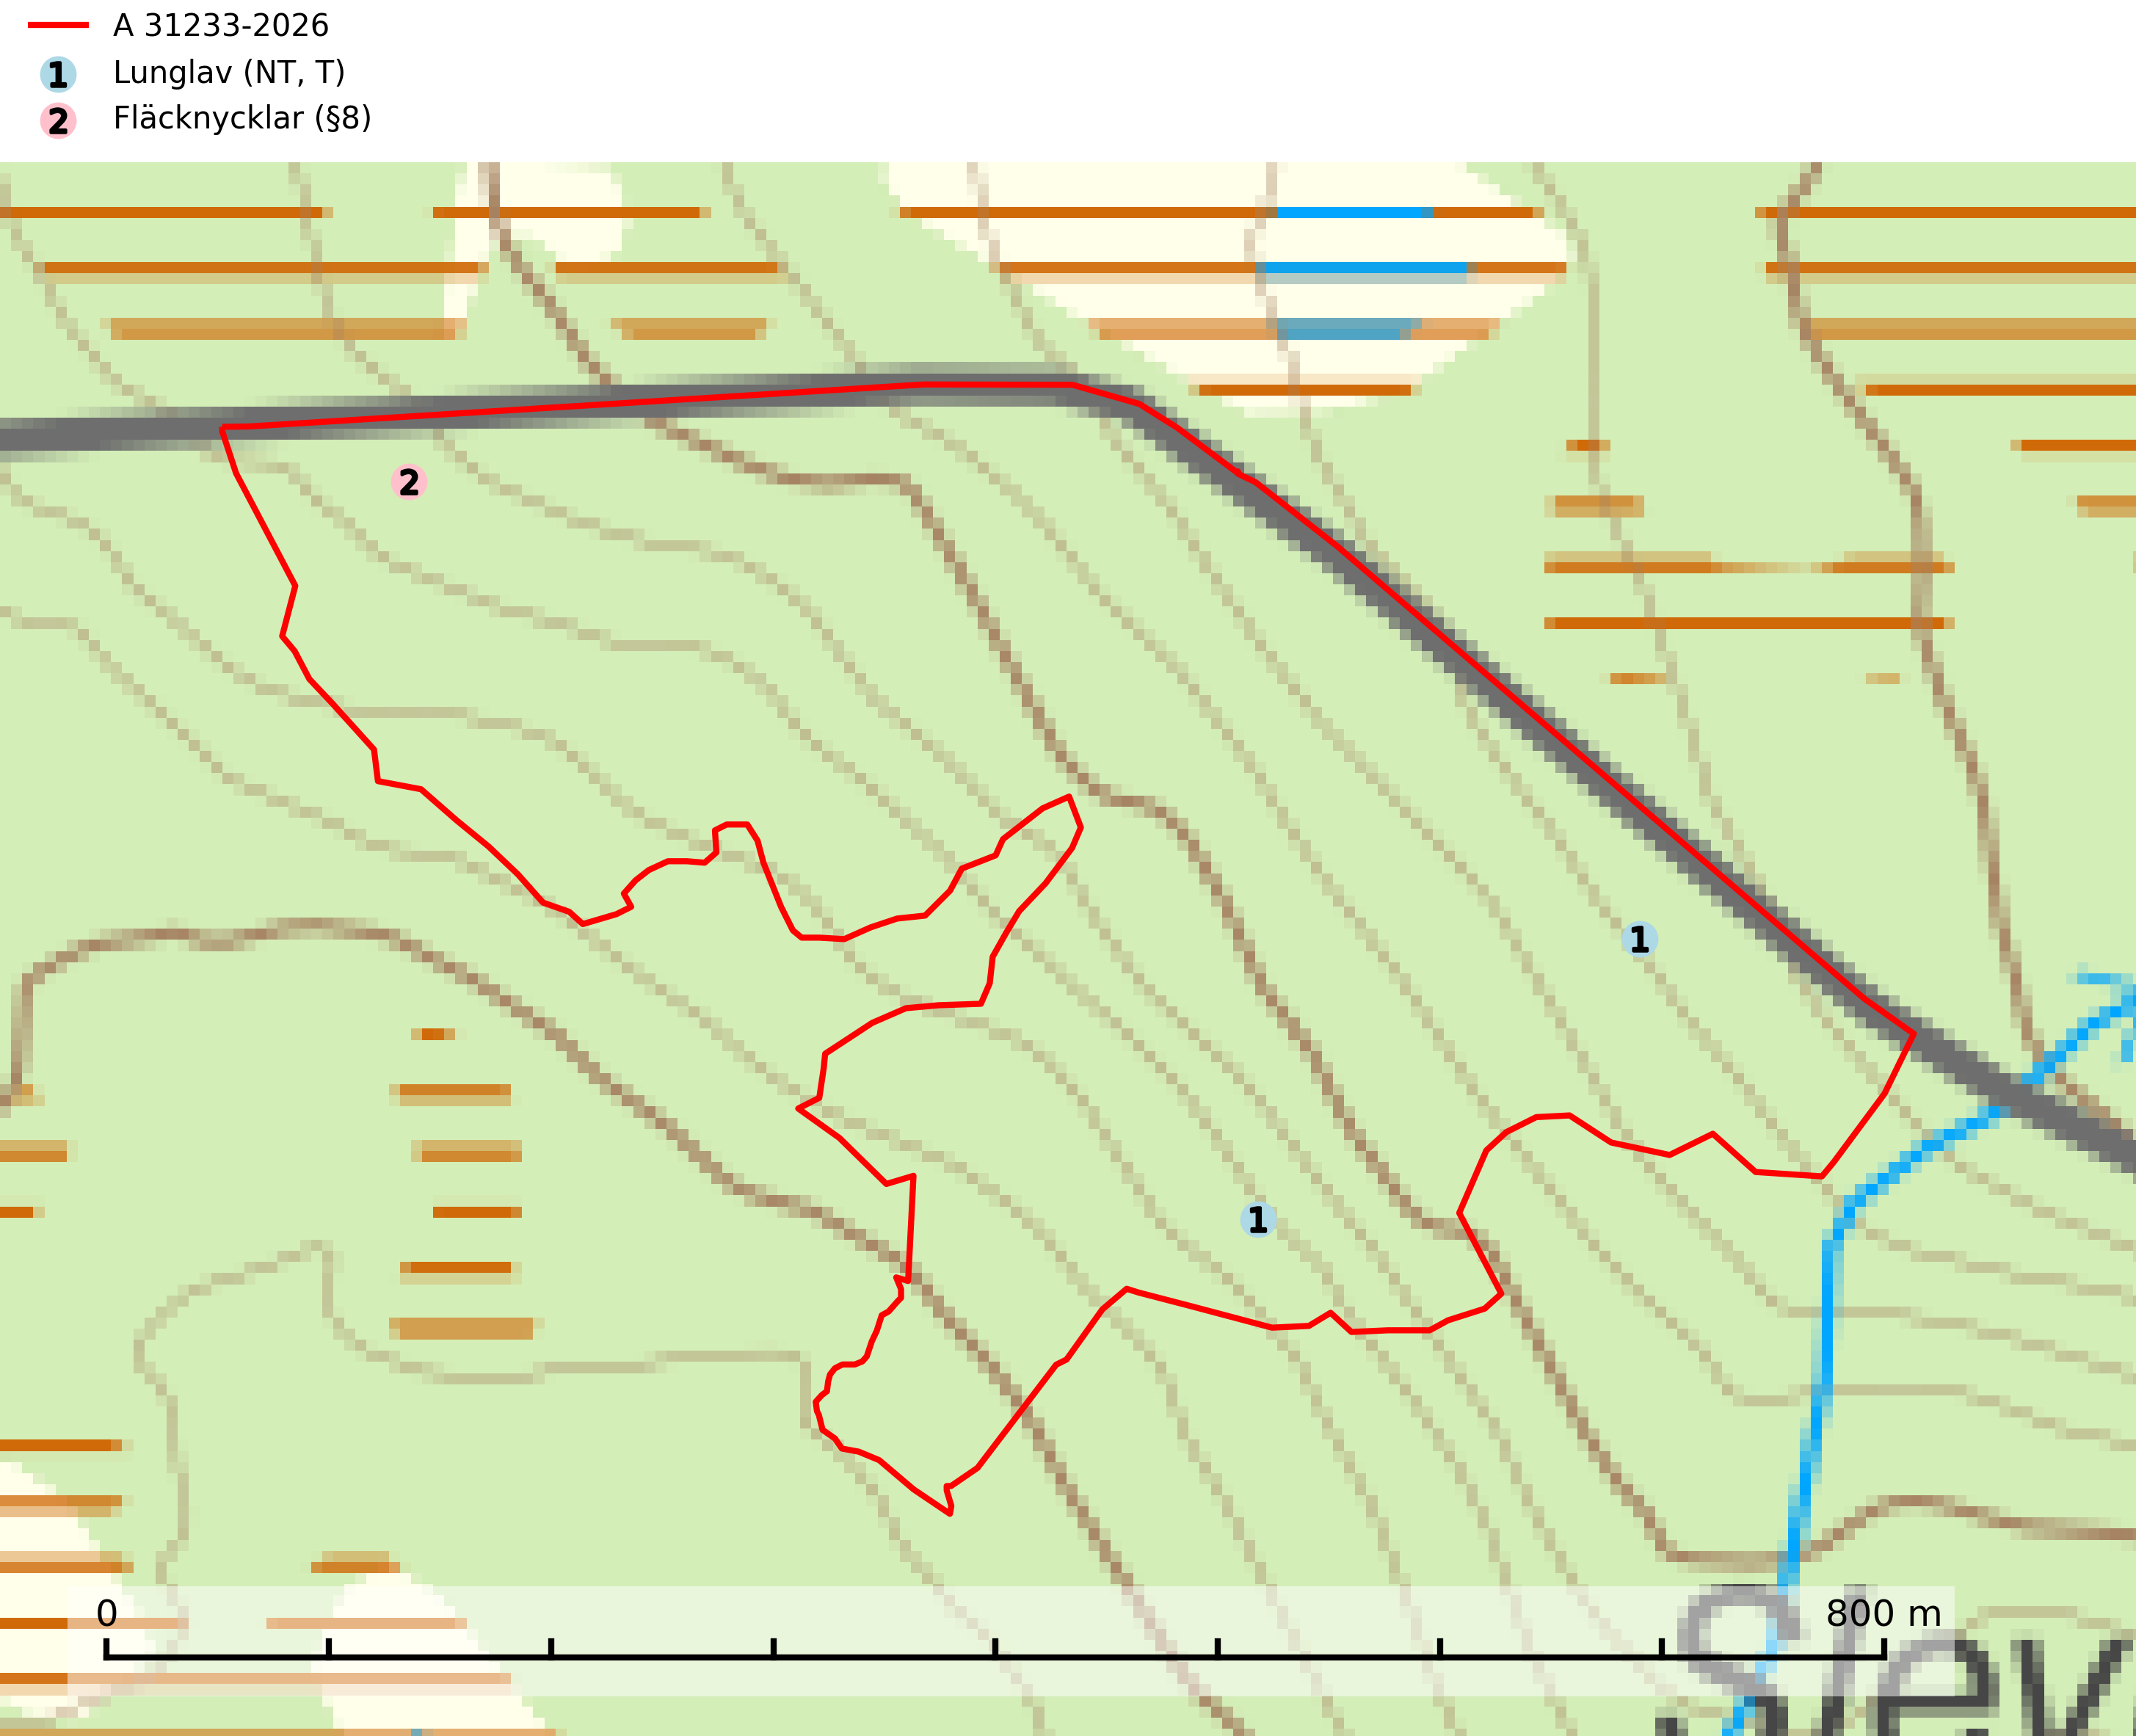 A 31233-2026
1 Lunglav (NT, T)
2 Fläcknycklar (§8)
2
1
1
0 800 m